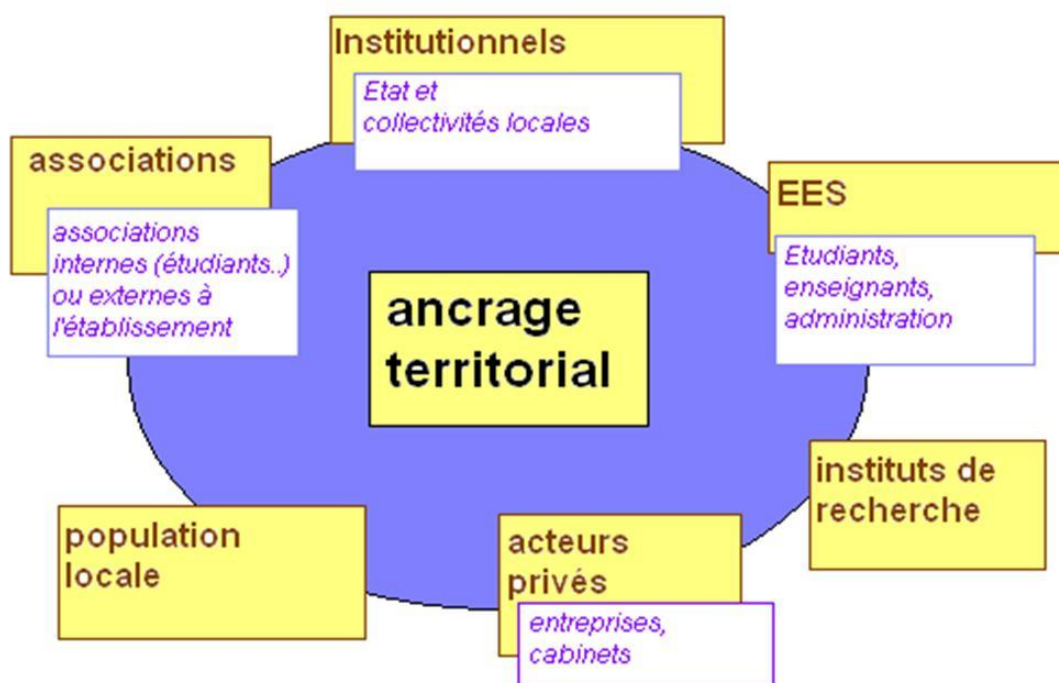 Institutionnels
Etat et
collectivités locales
associations
associations
internes (étudiants..)
ou externes à
l'établissement
EES
Etudiants,
enseignants,
administration
ancrage
territorial
instituts de
recherche
population
locale
acteurs
privés
entreprises,
cabinets